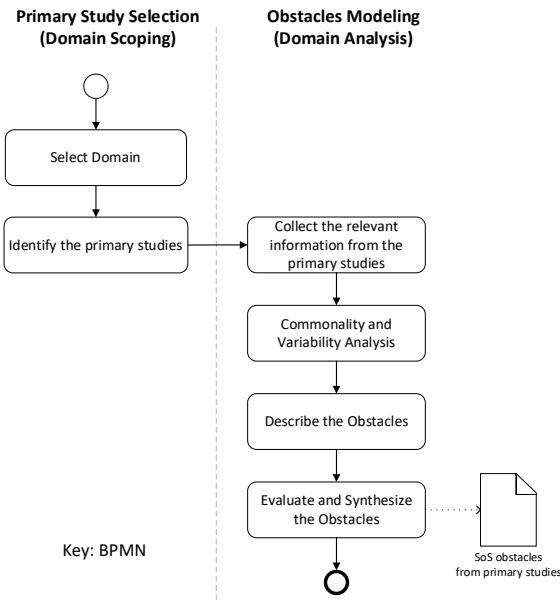 Primary Study Selection
(Domain Scoping)
Obstacles Modeling
(Domain Analysis)
Select Domain
Identify the primary studies
Collect the relevant
information from the
primary studies
Commonality and
Variability Analysis
Describe the Obstacles
Evaluate and Synthesize
the Obstacles
SoS obstacles
from primary studies
Key: BPMN